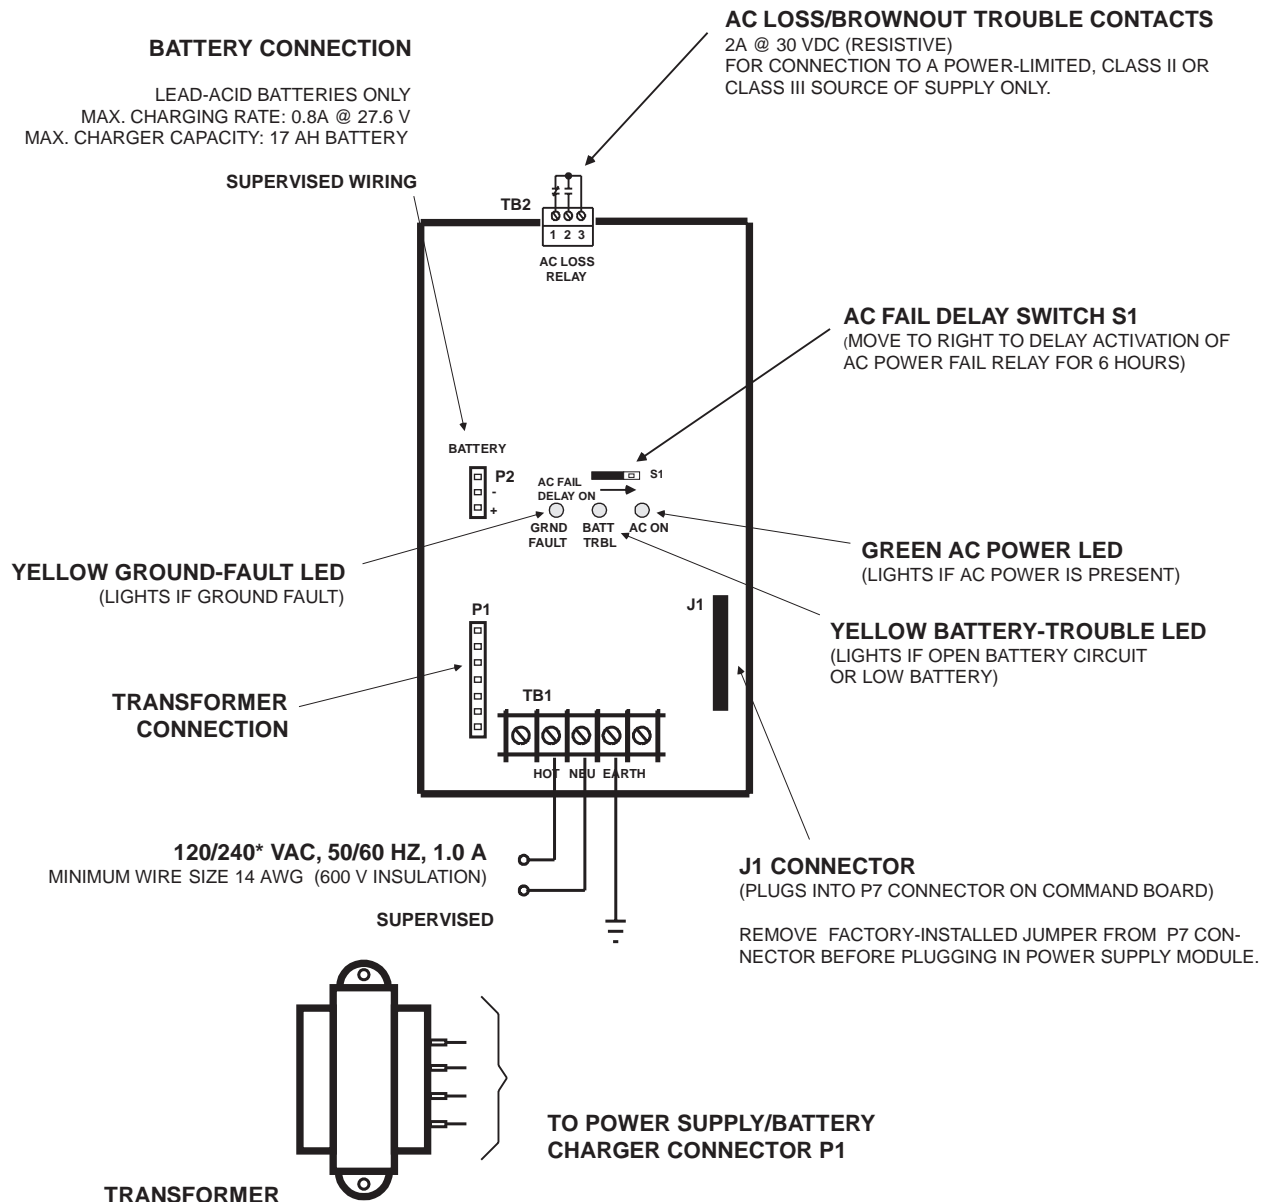 AC LOSS/BROWNOUT TROUBLE CONTACTS
2A @ 30 VDC (RESISTIVE)
FOR CONNECTION TO A POWER-LIMITED, CLASS II OR
CLASS III SOURCE OF SUPPLY ONLY.
BATTERY CONNECTION
LEAD-ACID BATTERIES ONLY
MAX. CHARGING RATE: 0.8A @ 27.6 V
MAX. CHARGER CAPACITY: 17 AH BATTERY
SUPERVISED WIRING
TB2
1 2 3
AC LOSS
RELAY
AC FAIL DELAY SWITCH S1
(MOVE TO RIGHT TO DELAY ACTIVATION OF
AC POWER FAIL RELAY FOR 6 HOURS)
BATTERY
P2
-
+
S1
AC FAIL
DELAY ON
GRND
FAULT
BATT
TRBL
AC ON
YELLOW GROUND-FAULT LED
(LIGHTS IF GROUND FAULT)
GREEN AC POWER LED
(LIGHTS IF AC POWER IS PRESENT)
P1
J1
YELLOW BATTERY-TROUBLE LED
(LIGHTS IF OPEN BATTERY CIRCUIT
OR LOW BATTERY)
TRANSFORMER
CONNECTION
TB1
HOT NEU EARTH
120/240* VAC, 50/60 HZ, 1.0 A
MINIMUM WIRE SIZE 14 AWG (600 V INSULATION)
SUPERVISED
J1 CONNECTOR
(PLUGS INTO P7 CONNECTOR ON COMMAND BOARD)
REMOVE FACTORY-INSTALLED JUMPER FROM P7 CON-
NECTOR BEFORE PLUGGING IN POWER SUPPLY MODULE.
TO POWER SUPPLY/BATTERY
CHARGER CONNECTOR P1
TRANSFORMER